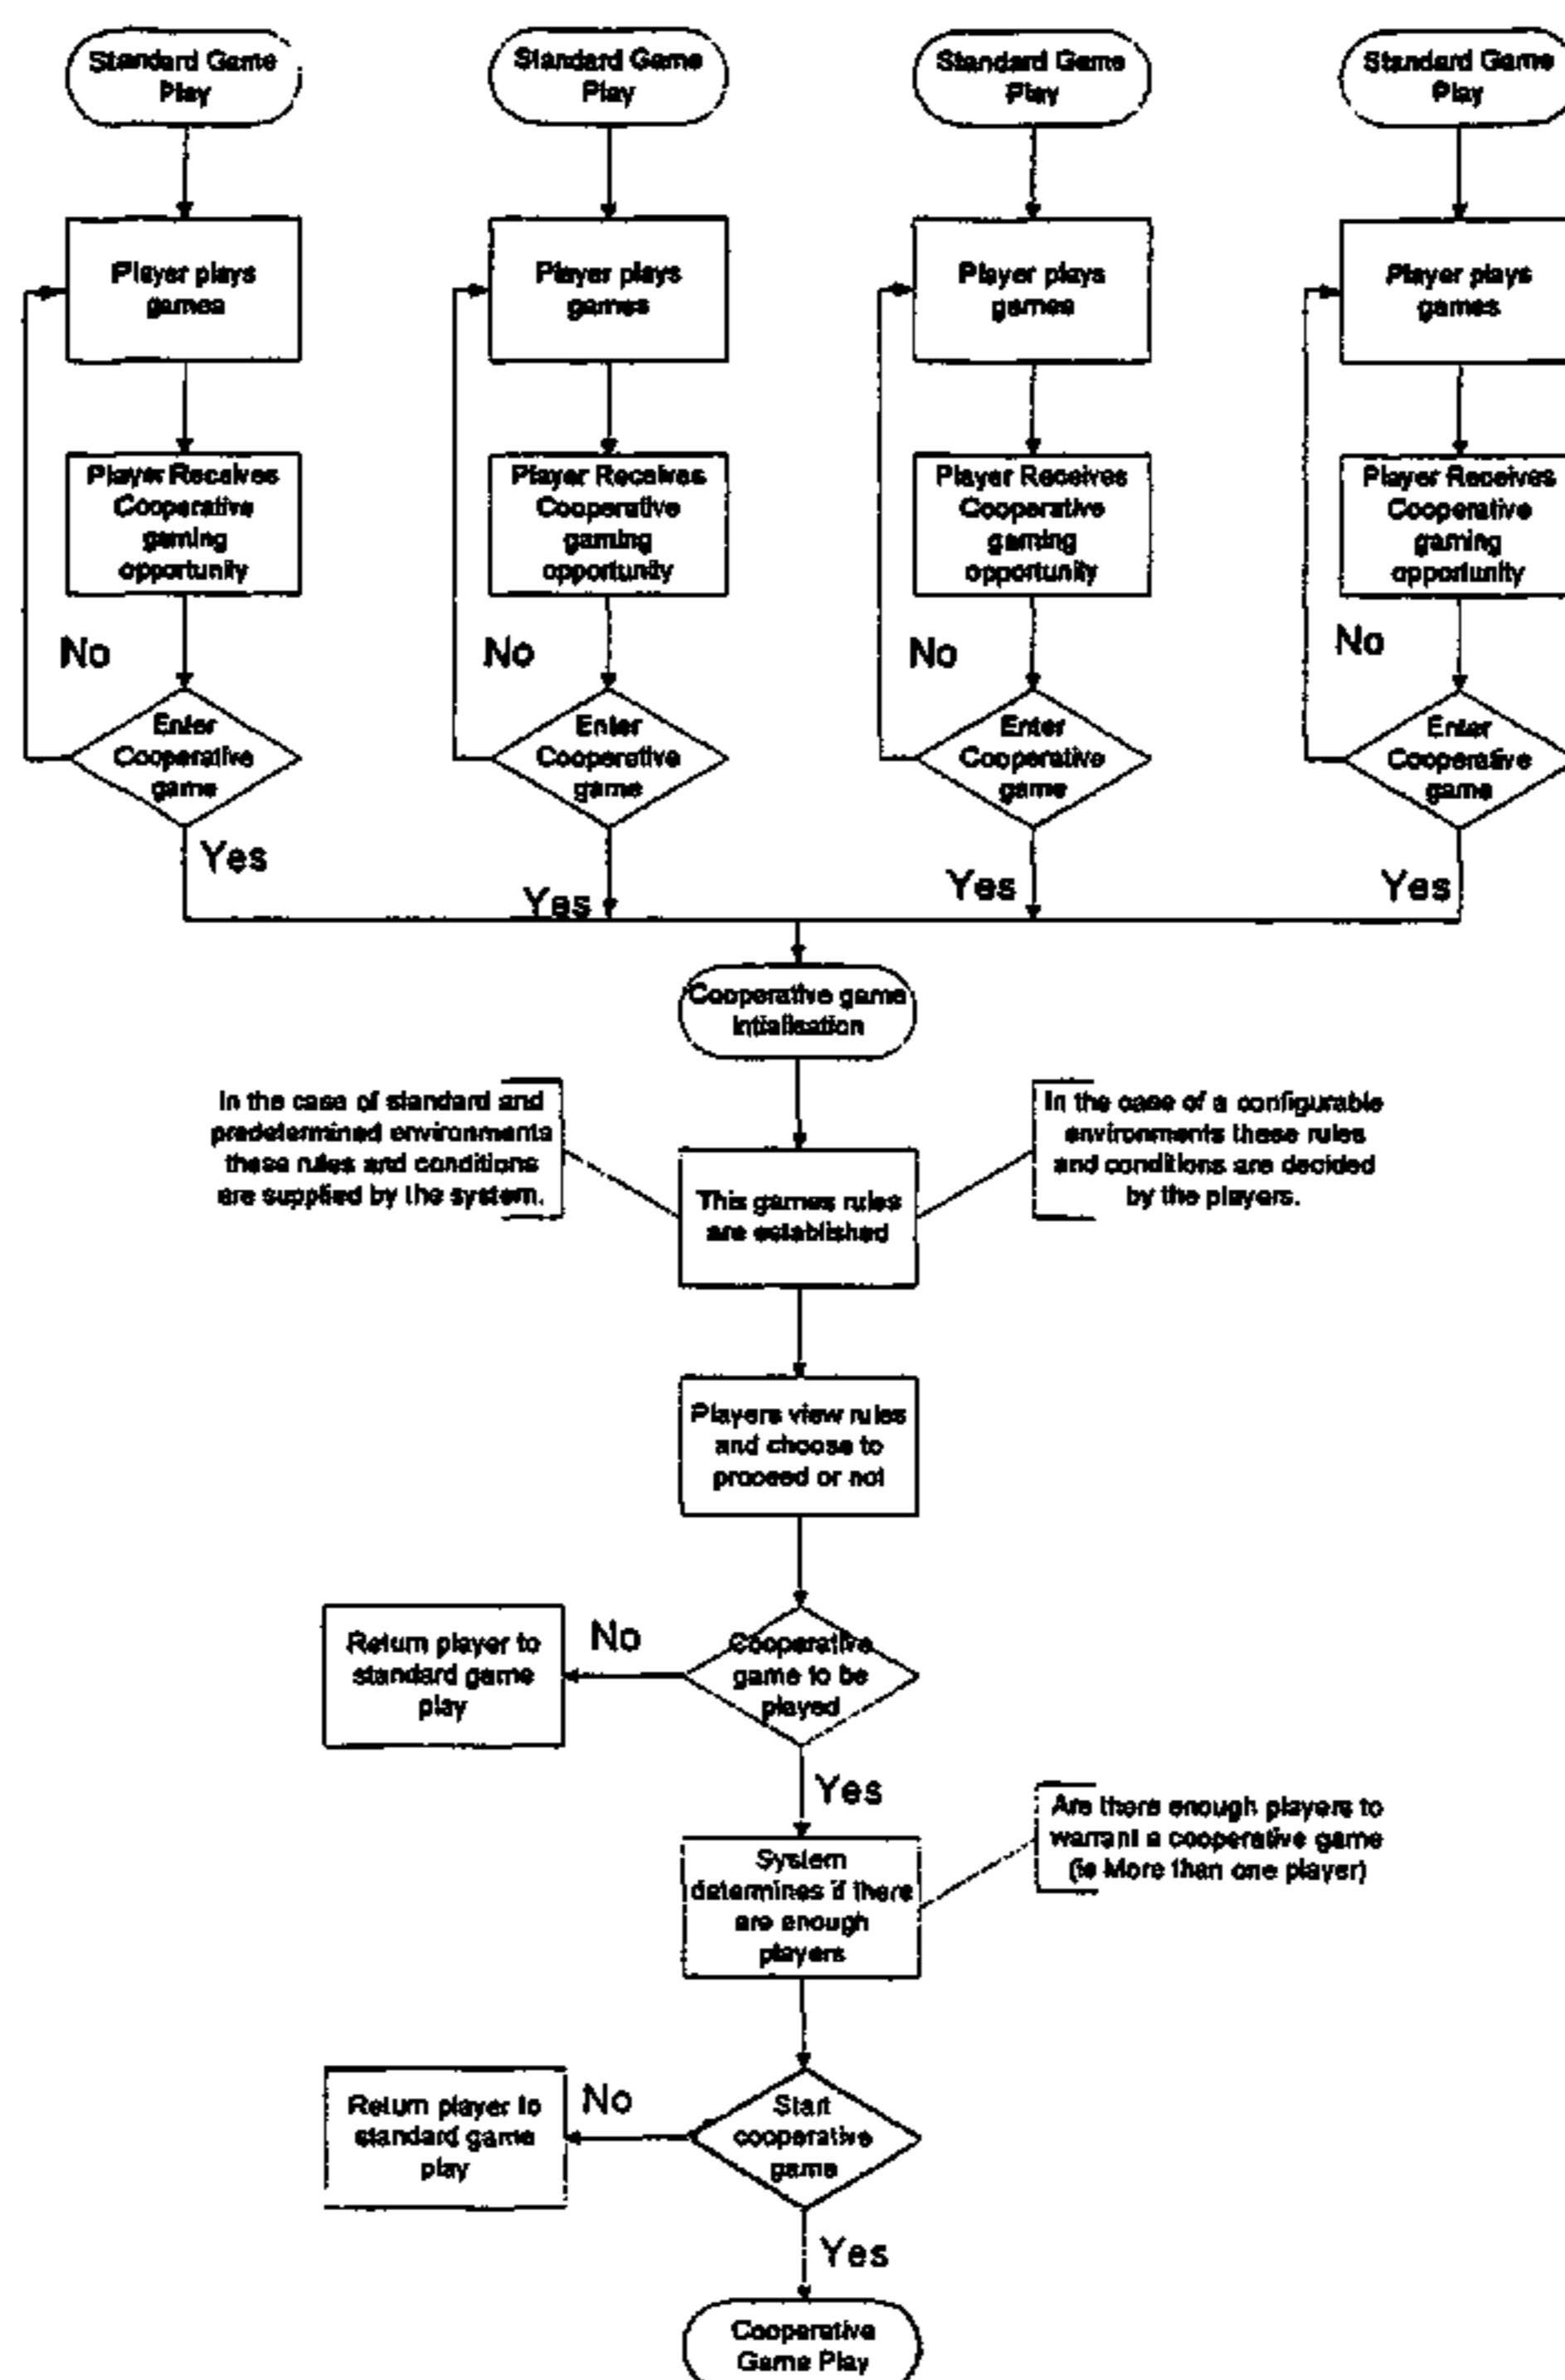 Standard Game
Play
Standard Game
Play
Standard Game
Play
Standard Game
Play
Player plays
games
Player plays
games
Player plays
games
Player plays
games
Player Receives
Cooperative
gaming
opportunity
Player Receives
Cooperative
gaming
opportunity
Player Receives
Cooperative
gaming
opportunity
Player Receives
Cooperative
gaming
opportunity
No
No
No
No
Enter
Cooperative
game
Enter
Cooperative
game
Enter
Cooperative
game
Enter
Cooperative
game
Yes
Yes
Yes
Yes
Cooperative game
Intialisation
In the case of standard and
predetermined environments
these rules and conditions
are supplied by the system.
In the case of a configurable
environments these rules
and conditions are decided
by the players.
This games rules
are established
Players view rules
and choose to
proceed or not
Return player to
standard game
play
No
Cooperative
game to be
played
Yes
System
determines if there
are enough
players
Are there enough players to
warrant a cooperative game
(ie More than one player)
Return player to
standard game
play
No
Start
cooperative
game
Yes
Cooperative
Game Play